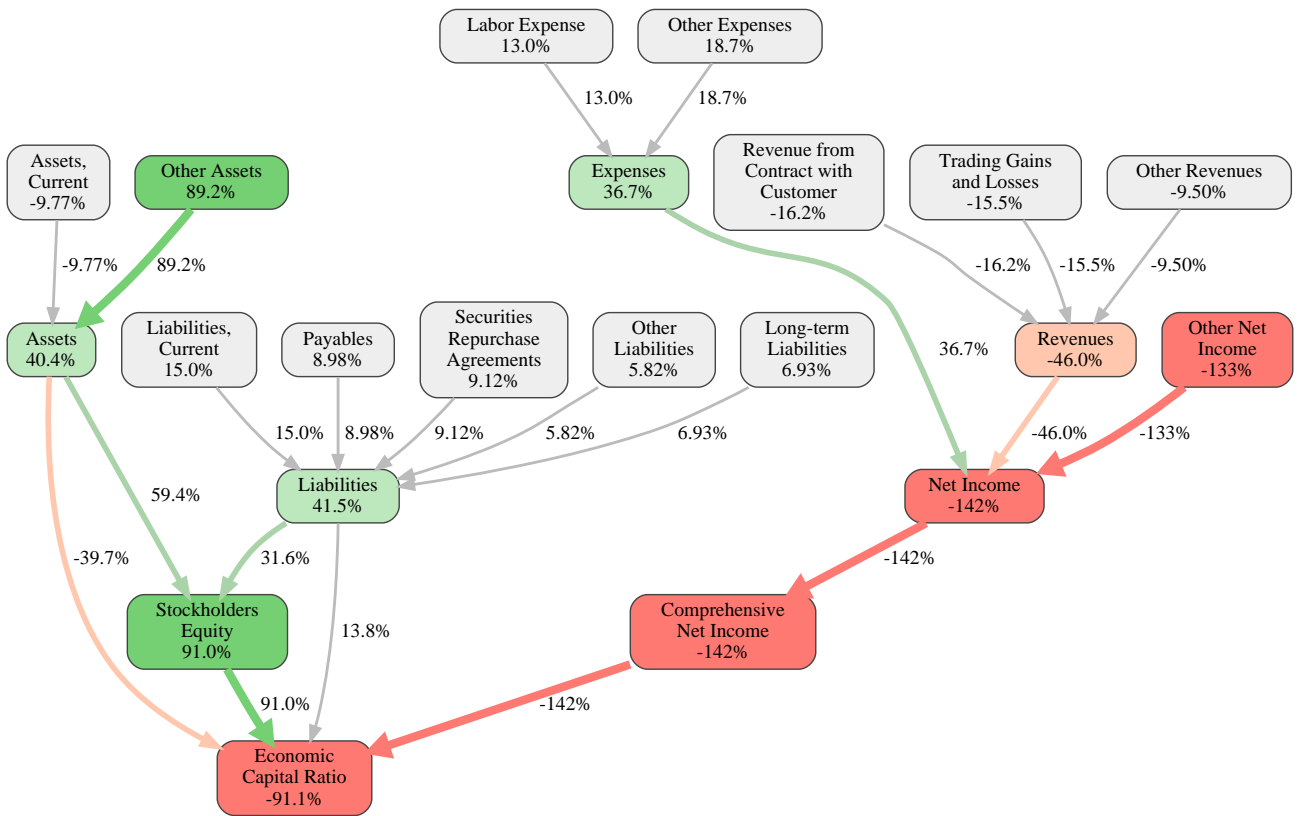 Labor Expense
13.0%
Other Expenses
18.7%
13.0%
18.7%
Assets,
Current
-9.77%
Other Assets
89.2%
Expenses
36.7%
Revenue from
Contract with
Customer
-16.2%
Trading Gains
and Losses
-15.5%
Other Revenues
-9.50%
-9.77%
89.2%
-16.2%
-15.5%
-9.50%
Assets
40.4%
Liabilities,
Current
15.0%
Payables
8.98%
Securities
Repurchase
Agreements
9.12%
Other
Liabilities
5.82%
Long-term
Liabilities
6.93%
36.7%
Revenues
-46.0%
Other Net
Income
-133%
15.0%
8.98%
9.12%
5.82%
6.93%
-46.0%
-133%
59.4%
Liabilities
41.5%
Net Income
-142%
-39.7%
31.6%
-142%
Stockholders
Equity
91.0%
13.8%
Comprehensive
Net Income
-142%
91.0%
-142%
Economic
Capital Ratio
-91.1%